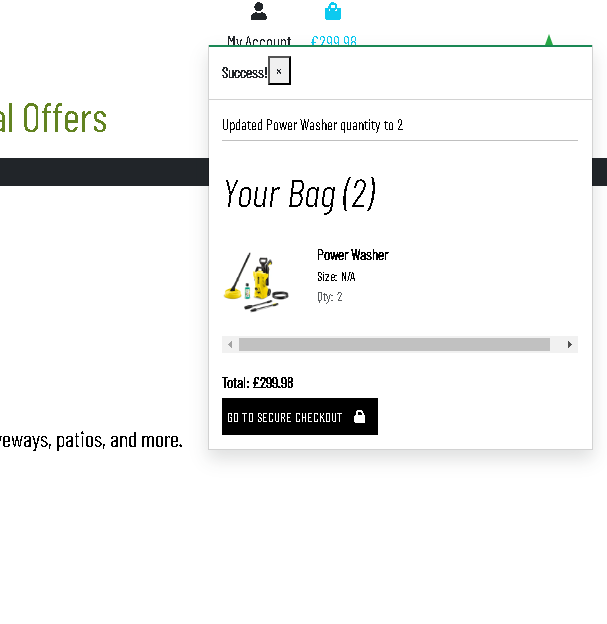 My Account £299.98
Success! ×
al Offers
Updated Power Washer quantity to 2
Your Bag (2)
Power Washer
Size: N/A
Qty: 2
Total: £299.98
GO TO SECURE CHECKOUT
veways, patios, and more.